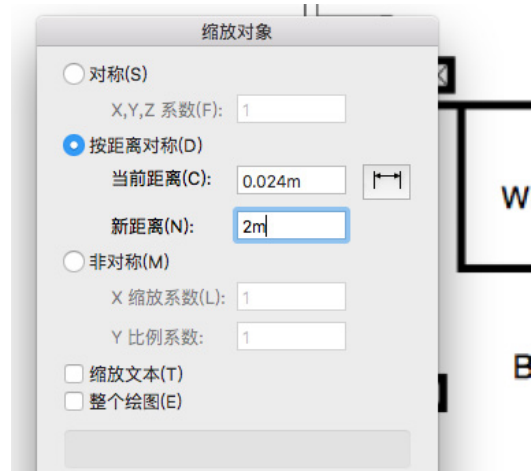 缩放对象
对称(S)
X,Y,Z 系数(F): 1
按距离对称(D)
当前距离(C): 0.024m
新距离(N): 2m
W
非对称(M)
X 缩放系数(L): 1
Y 比例系数: 1
B
缩放文本(T)
整个绘图(E)